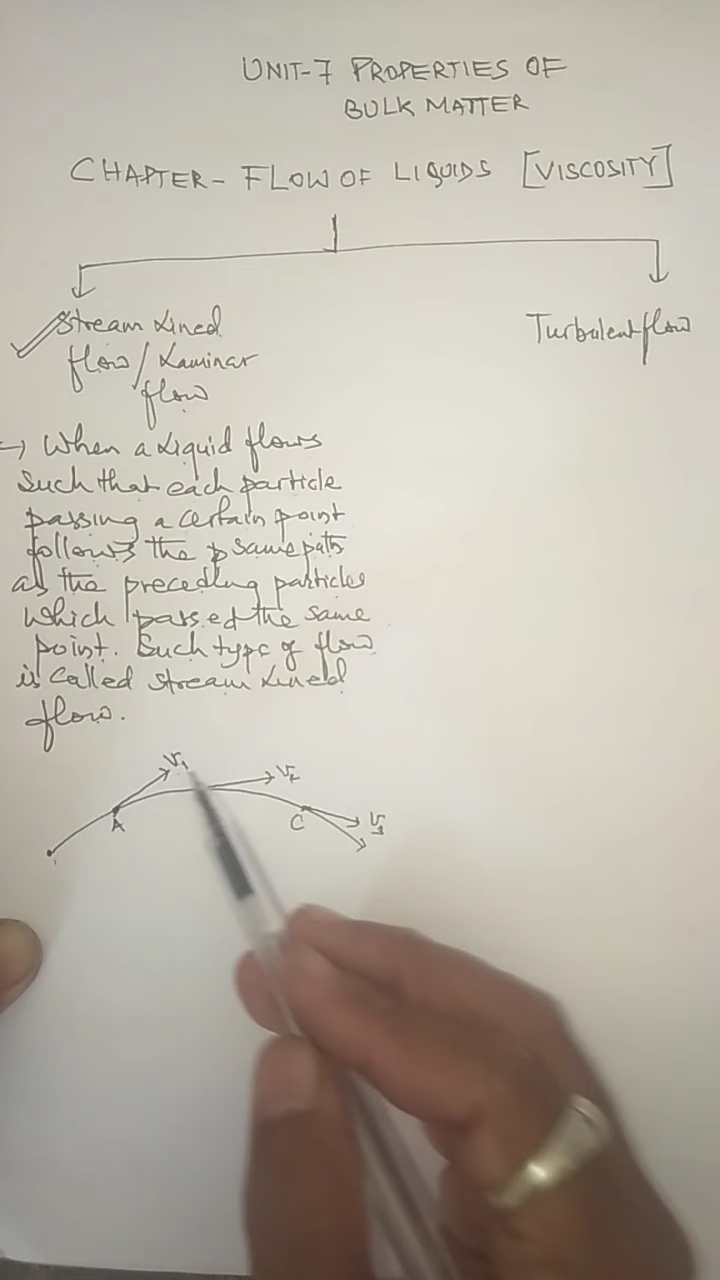 UNIT-7 PROPERTIES OF
BULK MATTER
CHAPTER- FLOW OF LIQUIDS [VISCOSITY]
Stream Lined
flow/Laminar
flow
Turbulent flow
→ When a Liquid flows
Such that each particle
passing a certain point
follows the same path
as the preceding particles
which passed the same
point. Such type of flow
is called stream Lined
flow.
V1
V2
A
C
V3